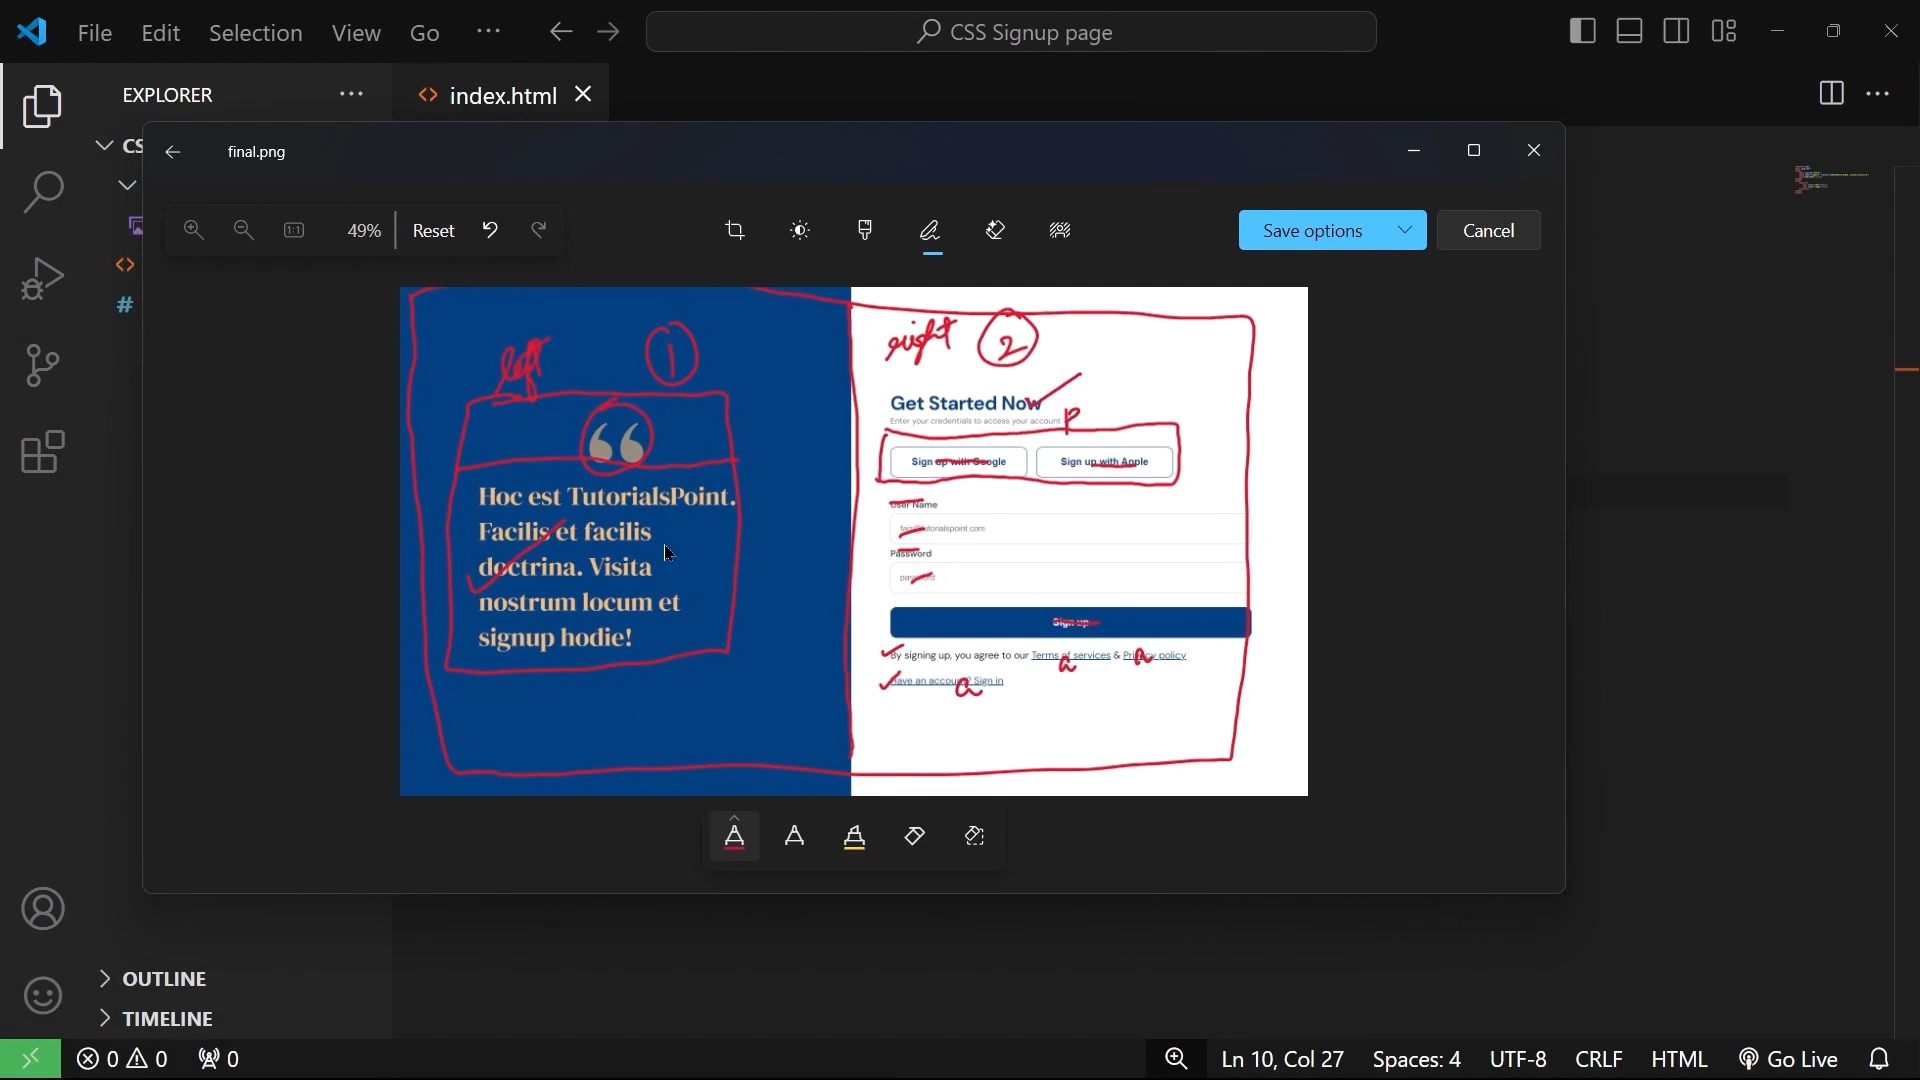 File Edit Selection View Go ··· CSS Signup page
EXPLORER ···
index.html
final.png
49% Reset
Save options Cancel
left 1
“
Hoc est TutorialsPoint.
Facilis et facilis
doctrina. Visita
nostrum locum et
signup hodie!
right 2
Get Started Now
Enter your credentials to access your account P
Sign up with Google Sign up with Apple
User Name
faiz@tutorialspoint.com
Password
password
Sign up
By signing up, you agree to our Terms of services & Privacy policy
a a
Have an account? Sign in
a
OUTLINE
TIMELINE
0 0 0 Ln 10, Col 27 Spaces: 4 UTF-8 CRLF HTML Go Live